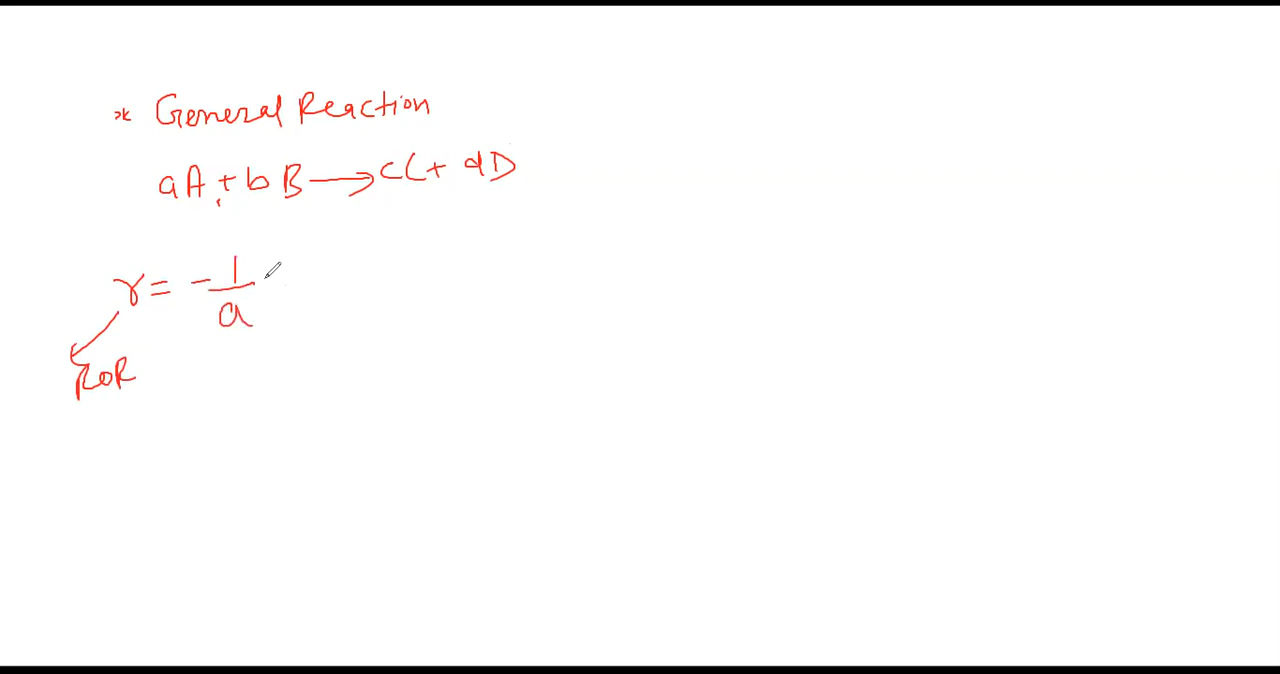 * General Reaction
aA + bB → cC + dD
r = - 1/a
ROR